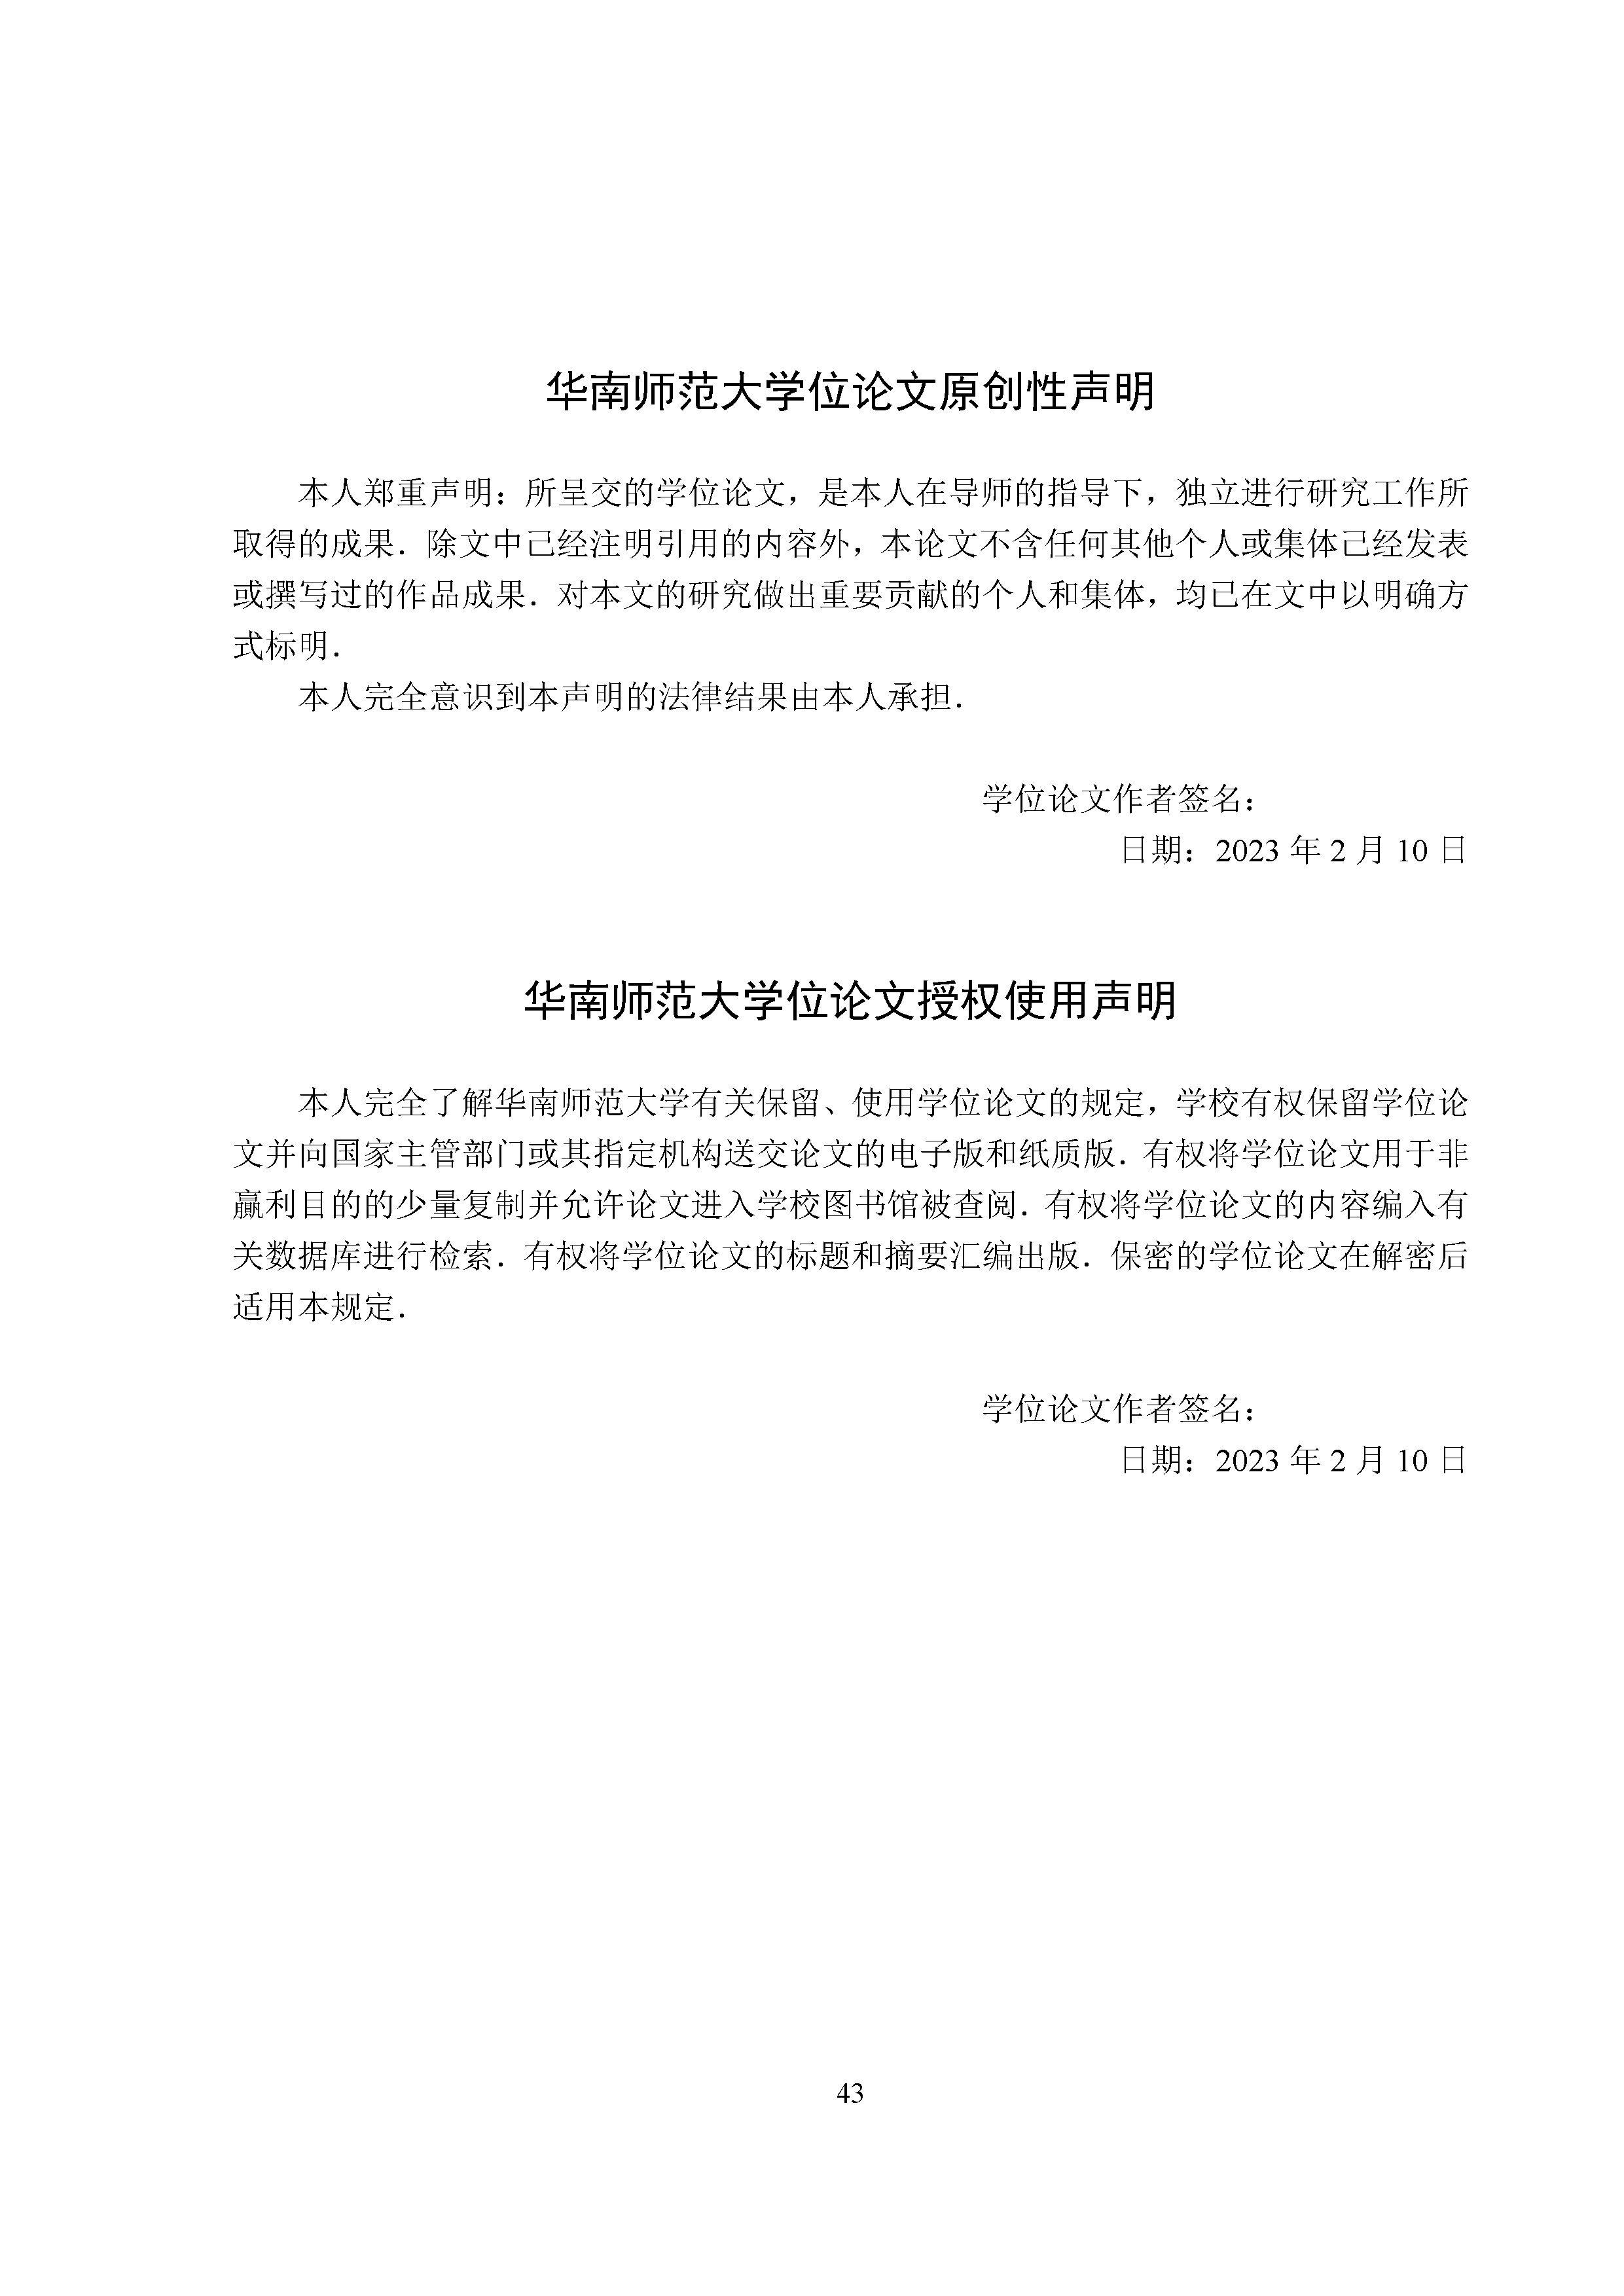 华南师范大学位论文原创性声明
本人郑重声明：所呈交的学位论文，是本人在导师的指导下，独立进行研究工作所
取得的成果．除文中己经注明引用的内容外，本论文不含任何其他个人或集体己经发表
或撰写过的作品成果．对本文的研究做出重要贡献的个人和集体，均已在文中以明确方
式标明．
本人完全意识到本声明的法律结果由本人承担．
学位论文作者签名：
日期：2023 年 2 月 10 日
华南师范大学位论文授权使用声明
本人完全了解华南师范大学有关保留、使用学位论文的规定，学校有权保留学位论
文并向国家主管部门或其指定机构送交论文的电子版和纸质版．有权将学位论文用于非
赢利目的的少量复制并允许论文进入学校图书馆被查阅．有权将学位论文的内容编入有
关数据库进行检索．有权将学位论文的标题和摘要汇编出版．保密的学位论文在解密后
适用本规定．
学位论文作者签名：
日期：2023 年 2 月 10 日
43